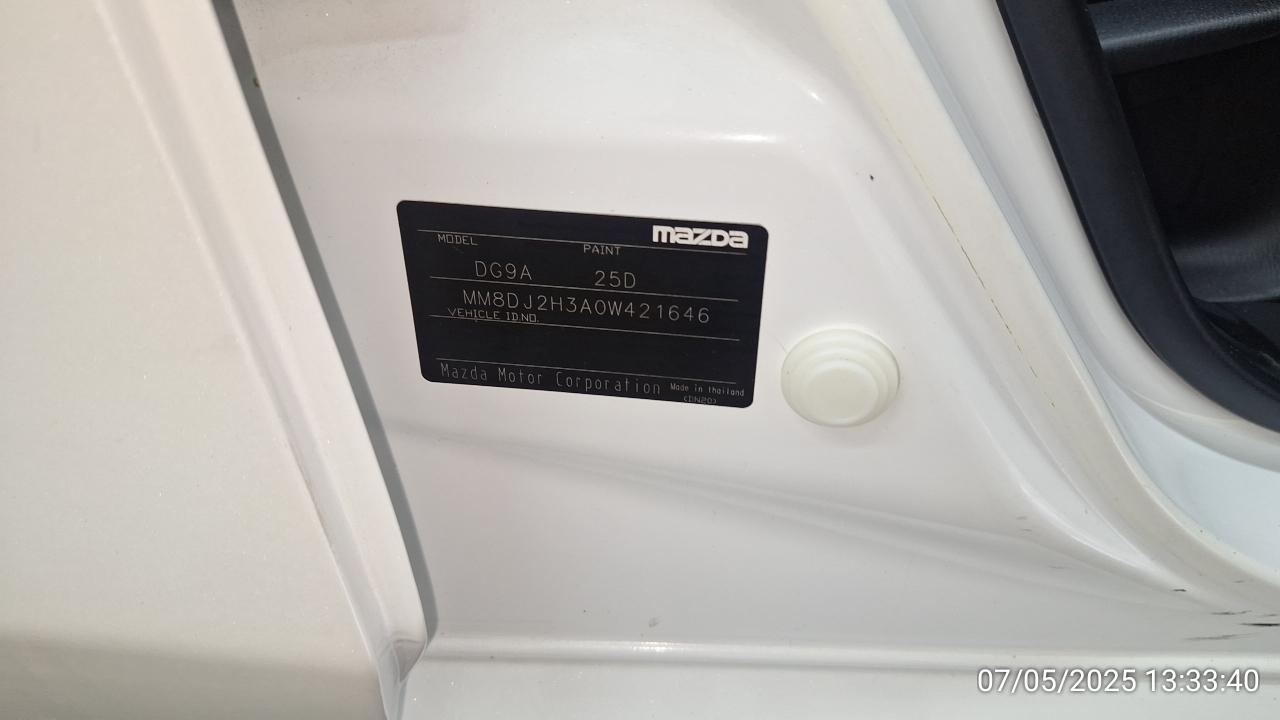 mazda
MODEL PAINT
DG9A 25D
MM8DJ2H3A0W421646
VEHICLE ID.NO.
Mazda Motor Corporation Made in thailand
(DN20)
07/05/2025 13:33:40